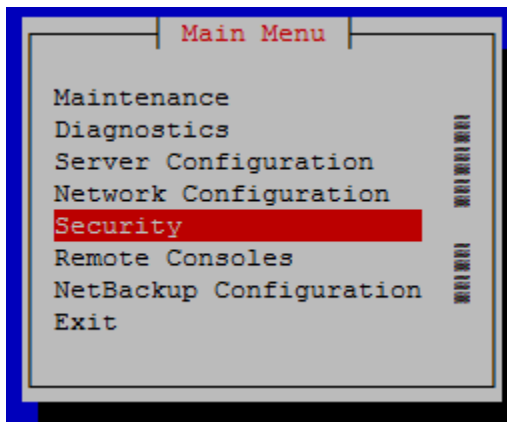 Main Menu
Maintenance
Diagnostics
Server Configuration
Network Configuration
Security
Remote Consoles
NetBackup Configuration
Exit